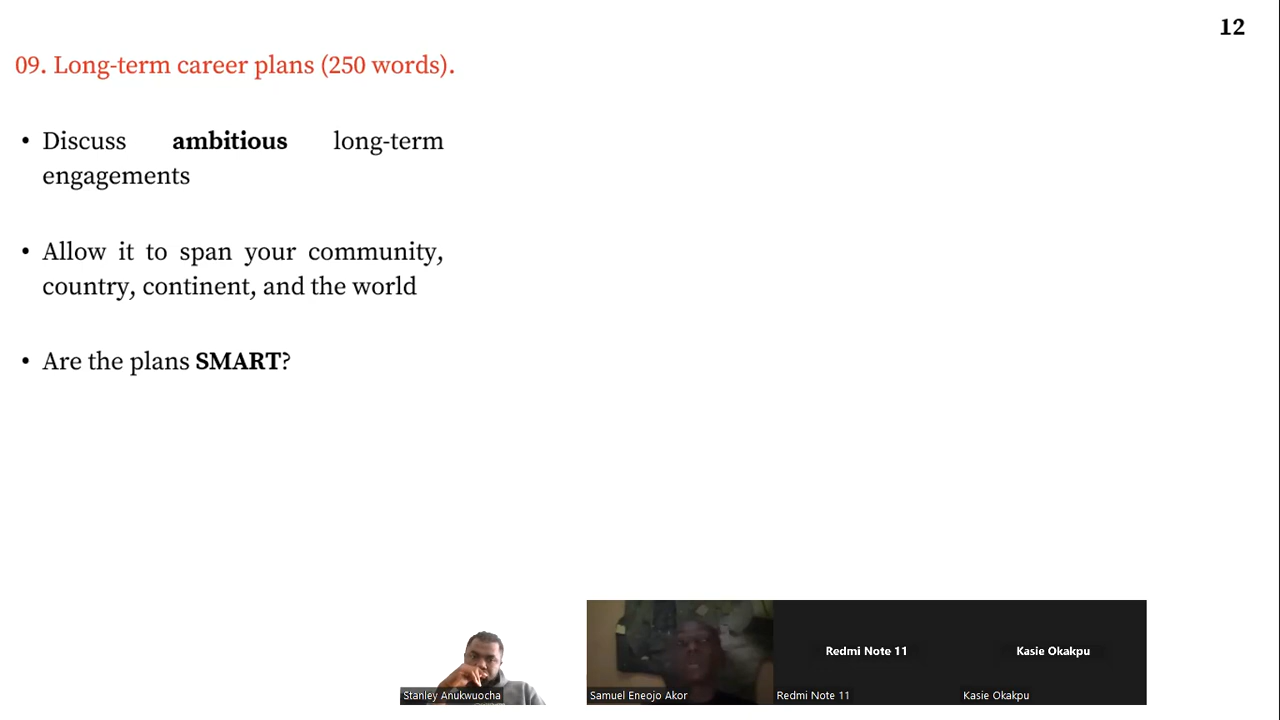 12
09. Long-term career plans (250 words).
• Discuss ambitious long-term
engagements
• Allow it to span your community,
country, continent, and the world
• Are the plans SMART?
Redmi Note 11
Kasie Okakpu
Stanley Anukwuocha
Samuel Eneojo Akor
Redmi Note 11
Kasie Okakpu